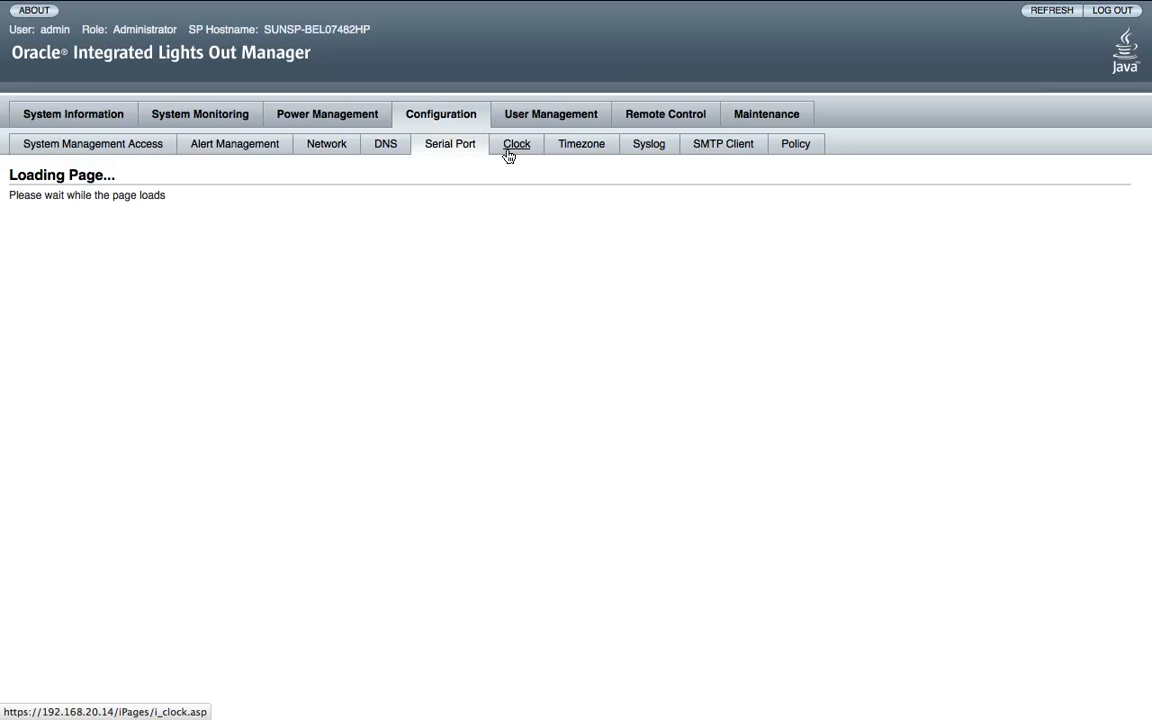 ABOUT REFRESH LOG OUT
User: admin Role: Administrator SP Hostname: SUNSP-BEL07482HP
Oracle® Integrated Lights Out Manager
Java™
System Information System Monitoring Power Management Configuration User Management Remote Control Maintenance
System Management Access Alert Management Network DNS Serial Port Clock Timezone Syslog SMTP Client Policy
Loading Page...
Please wait while the page loads
https://192.168.20.14/iPages/i_clock.asp